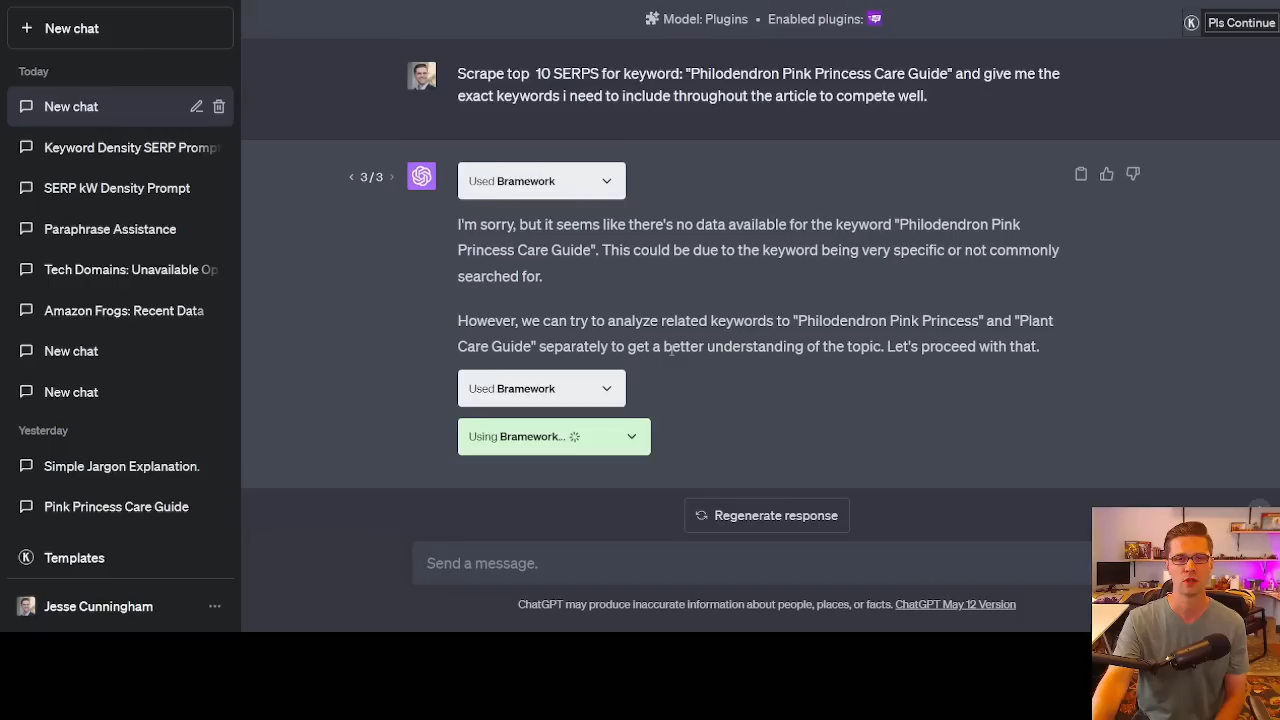 New chat
Today
New chat
Keyword Density SERP Promp
SERP kW Density Prompt
Paraphrase Assistance
Tech Domains: Unavailable Op
Amazon Frogs: Recent Data
New chat
New chat
Yesterday
Simple Jargon Explanation.
Pink Princess Care Guide
Templates
Jesse Cunningham
Model: Plugins • Enabled plugins:
K Pls Continue
Scrape top 10 SERPS for keyword: "Philodendron Pink Princess Care Guide" and give me the
exact keywords i need to include throughout the article to compete well.
3 / 3
Used Bramework
I'm sorry, but it seems like there's no data available for the keyword "Philodendron Pink
Princess Care Guide". This could be due to the keyword being very specific or not commonly
searched for.
However, we can try to analyze related keywords to "Philodendron Pink Princess" and "Plant
Care Guide" separately to get a better understanding of the topic. Let's proceed with that.
Used Bramework
Using Bramework...
Regenerate response
Send a message.
ChatGPT may produce inaccurate information about people, places, or facts. ChatGPT May 12 Version